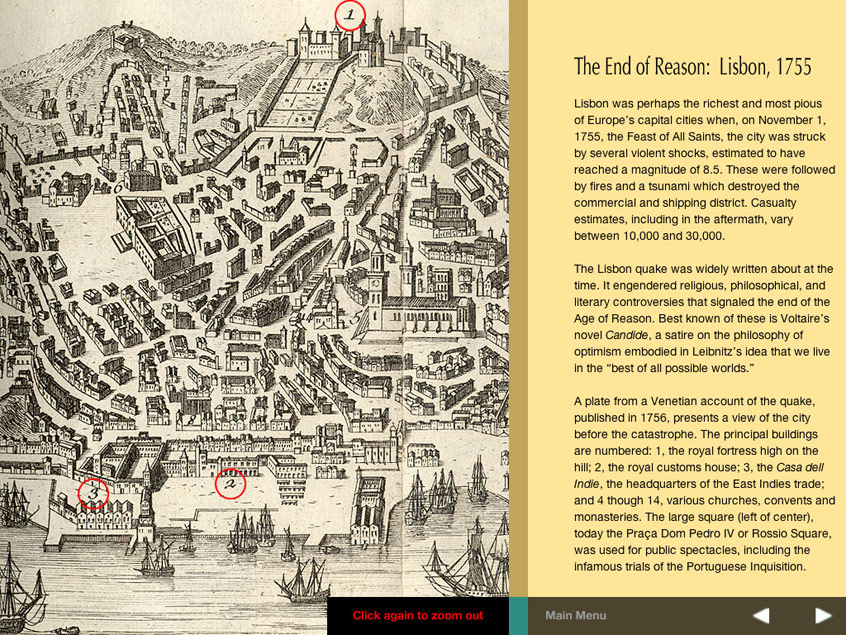 1
11
6
3
2
The End of Reason:  Lisbon, 1755
Lisbon was perhaps the richest and most pious
of Europe's capital cities when, on November 1,
1755, the Feast of All Saints, the city was struck
by several violent shocks, estimated to have
reached a magnitude of 8.5. These were followed
by fires and a tsunami which destroyed the
commercial and shipping district. Casualty
estimates, including in the aftermath, vary
between 10,000 and 30,000.
The Lisbon quake was widely written about at the
time. It engendered religious, philosophical, and
literary controversies that signaled the end of the
Age of Reason. Best known of these is Voltaire's
novel Candide, a satire on the philosophy of
optimism embodied in Leibnitz's idea that we live
in the “best of all possible worlds.”
A plate from a Venetian account of the quake,
published in 1756, presents a view of the city
before the catastrophe. The principal buildings
are numbered: 1, the royal fortress high on the
hill; 2, the royal customs house; 3, the Casa dell
Indie, the headquarters of the East Indies trade;
and 4 though 14, various churches, convents and
monasteries. The large square (left of center),
today the Praça Dom Pedro IV or Rossio Square,
was used for public spectacles, including the
infamous trials of the Portuguese Inquisition.
Click again to zoom out
Main Menu